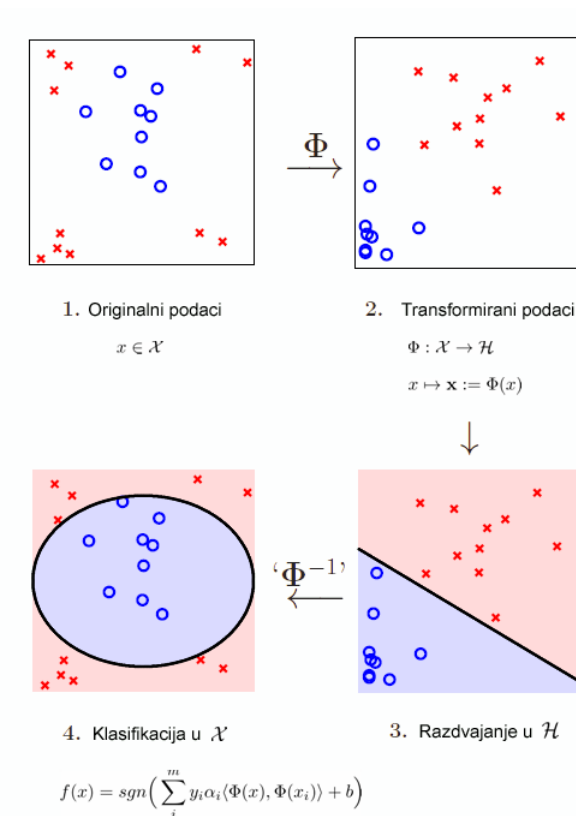 Φ
1. Originalni podaci
x ∈ 𝒳
2. Transformirani podaci
Φ : 𝒳 → ℋ
x ↦ 𝐱 := Φ(x)
↓
‘Φ⁻¹’
3. Razdvajanje u ℋ
4. Klasifikacija u 𝒳
f(x) = sgn(∑ᵢᵐ yᵢαᵢ⟨Φ(x), Φ(xᵢ)⟩ + b)